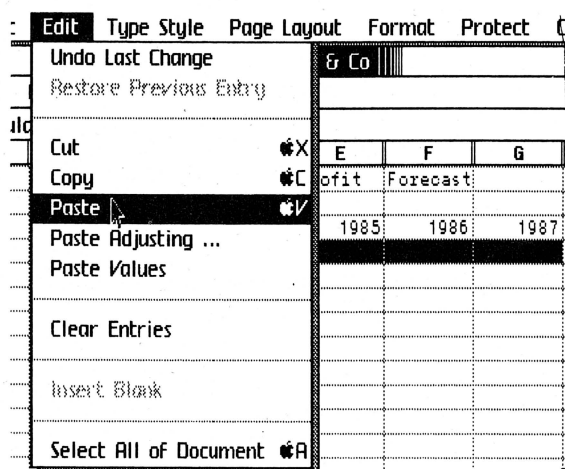 Edit Type Style Page Layout Format Protect
Undo Last Change
& Co
Restore Previous Entry
Cut X
E F G
Copy C
ofit Forecast
Paste V
1985 1986 1987
Paste Adjusting ...
Paste Values
Clear Entries
Insert Blank
Select All of Document A